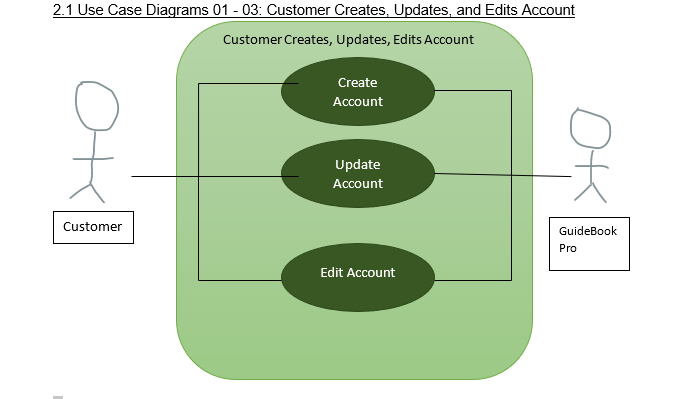 2.1 Use Case Diagrams 01 - 03: Customer Creates, Updates, and Edits Account
Customer Creates, Updates, Edits Account
Create
Account
Update
Account
Edit Account
Customer
GuideBook
Pro